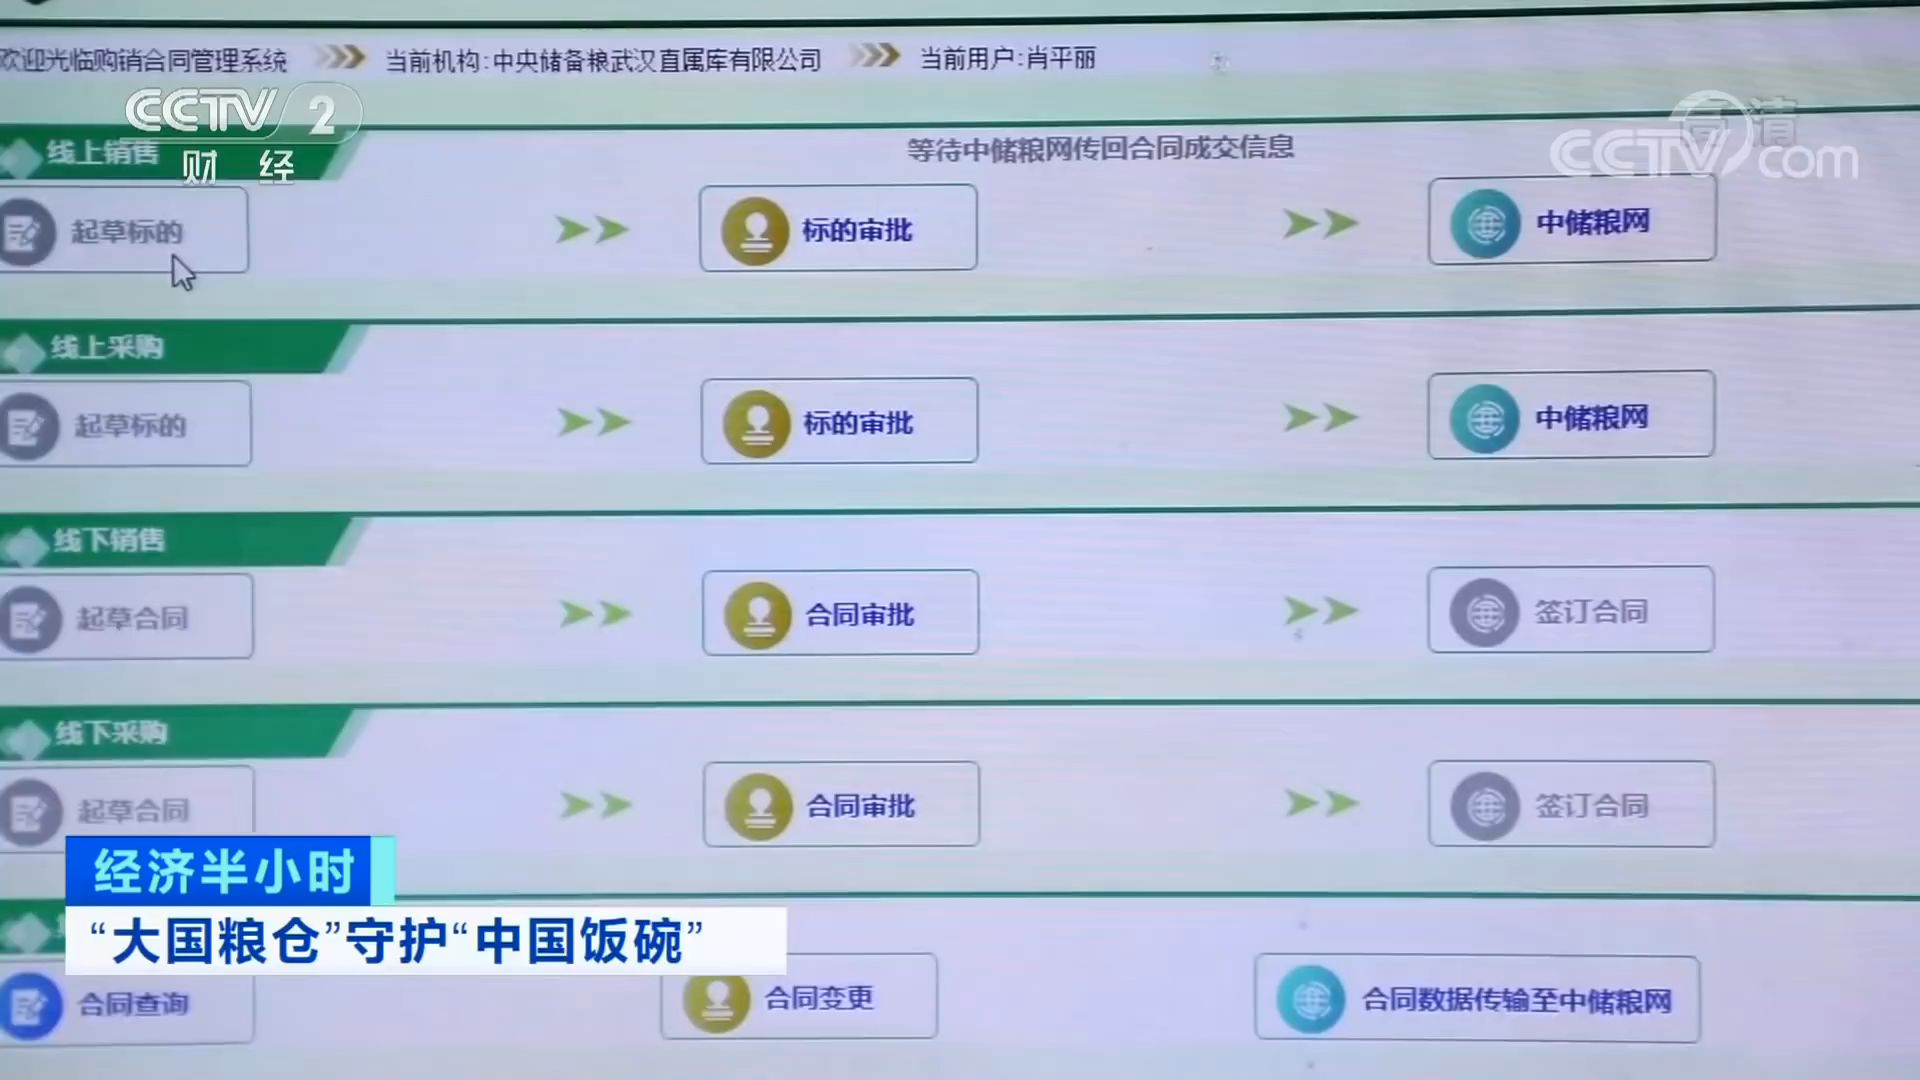 欢迎光临购销合同管理系统 当前机构:中央储备粮武汉直属库有限公司 当前用户:肖平丽
CCTV 2
财经
高清
CCTV.com
线上销售
等待中储粮网传回合同成交信息
起草标的 标的审批 中储粮网
线上采购
起草标的 标的审批 中储粮网
线下销售
起草合同 合同审批 签订合同
线下采购
起草合同 合同审批 签订合同
经济半小时
“大国粮仓”守护“中国饭碗”
合同查询 合同变更 合同数据传输至中储粮网